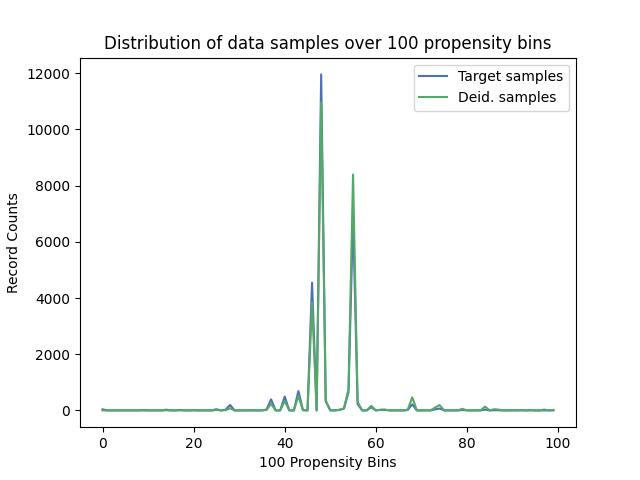 Distribution of data samples over 100 propensity bins
Target samples
Deid. samples
12000
10000
8000
6000
4000
2000
0
Record Counts
0 20 40 60 80 100
100 Propensity Bins